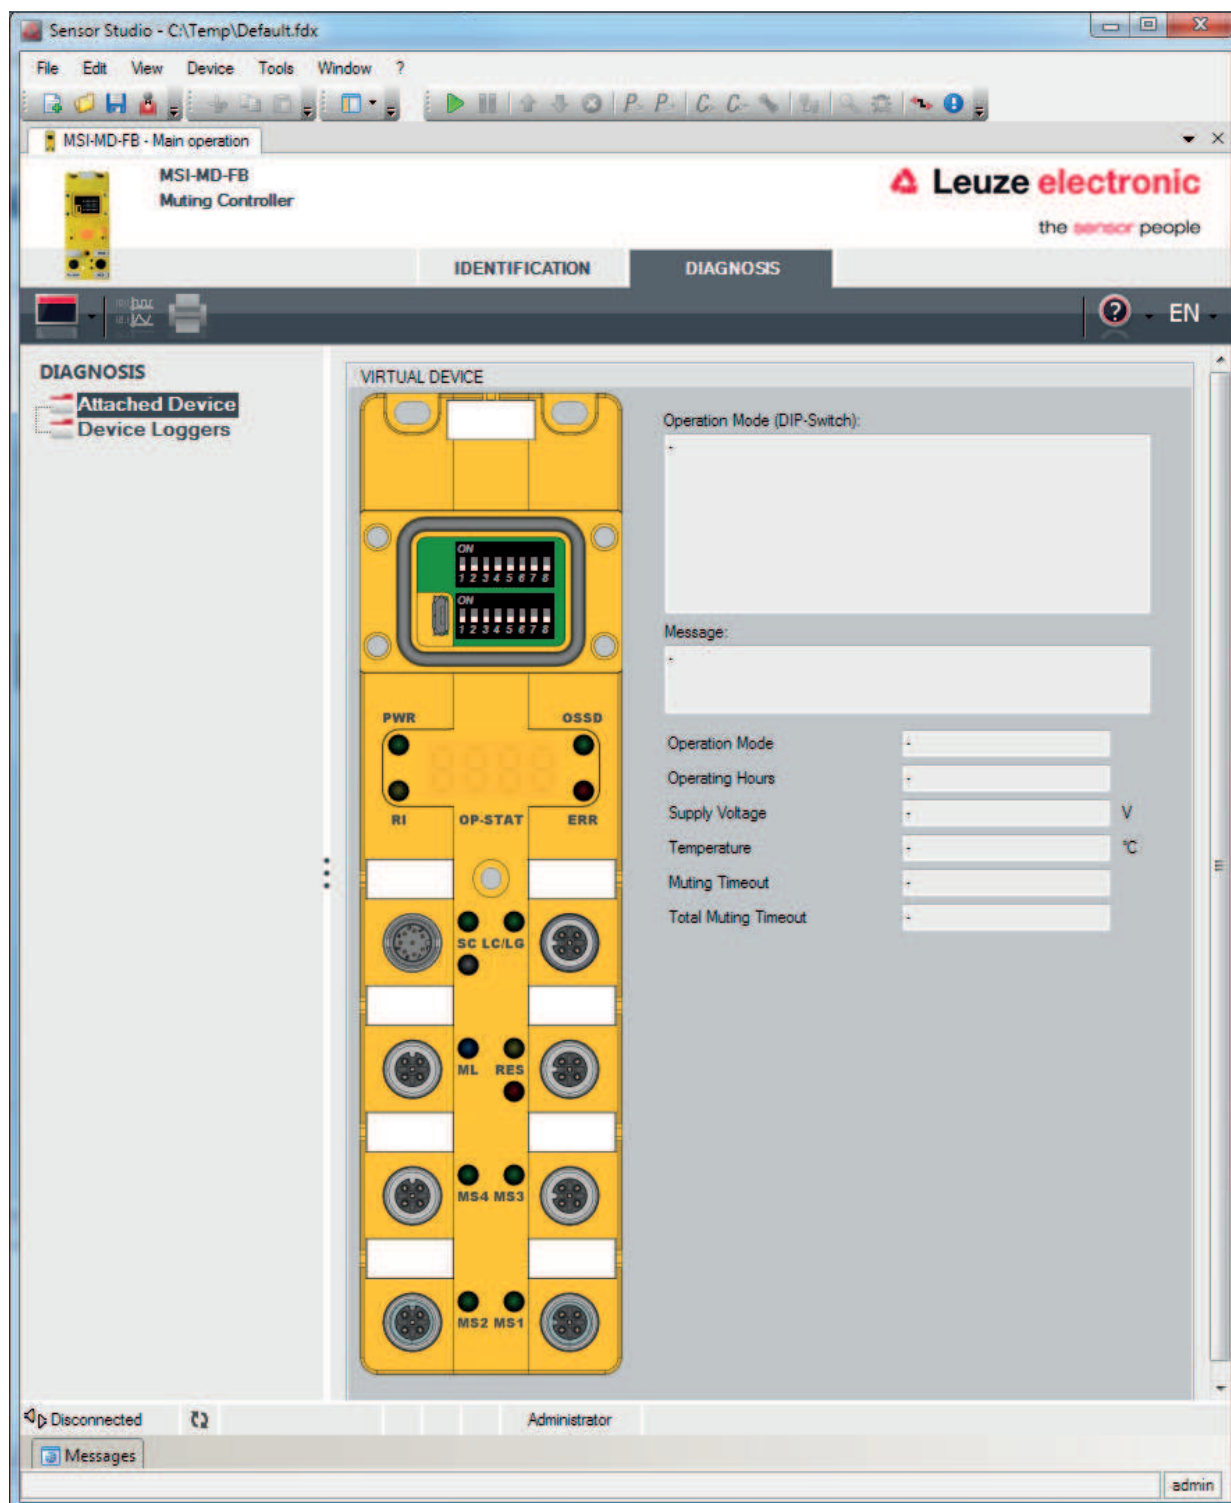 Sensor Studio - C:\Temp\Default.fdx
File Edit View Device Tools Window ?
P P C C
MSI-MD-FB - Main operation
MSI-MD-FB
Muting Controller
Leuze electronic
the sensor people
IDENTIFICATION DIAGNOSIS
? EN
DIAGNOSIS
Attached Device
Device Loggers
VIRTUAL DEVICE
Operation Mode (DIP-Switch):
-
ON
1 2 3 4 5 6 7 8
ON
1 2 3 4 5 6 7 8
Message:
-
PWR OSSD
RI OP-STAT ERR
Operation Mode -
Operating Hours -
Supply Voltage - V
Temperature - °C
Muting Timeout -
Total Muting Timeout -
SC LC/LG
ML RES
MS4 MS3
MS2 MS1
Disconnected Administrator
Messages
admin